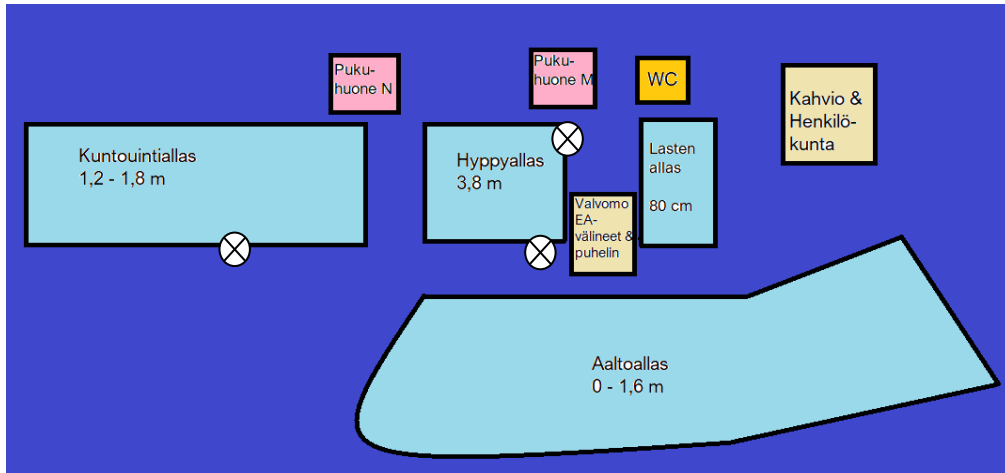 Puku-
huone N
Puku-
huone M
WC
Kahvio &
Henkilö-
kunta
Kuntouintiallas
1,2 - 1,8 m
Hyppyallas
3,8 m
Lasten
allas
80 cm
Valvomo
EA-
välineet &
puhelin
Aaltoallas
0 - 1,6 m